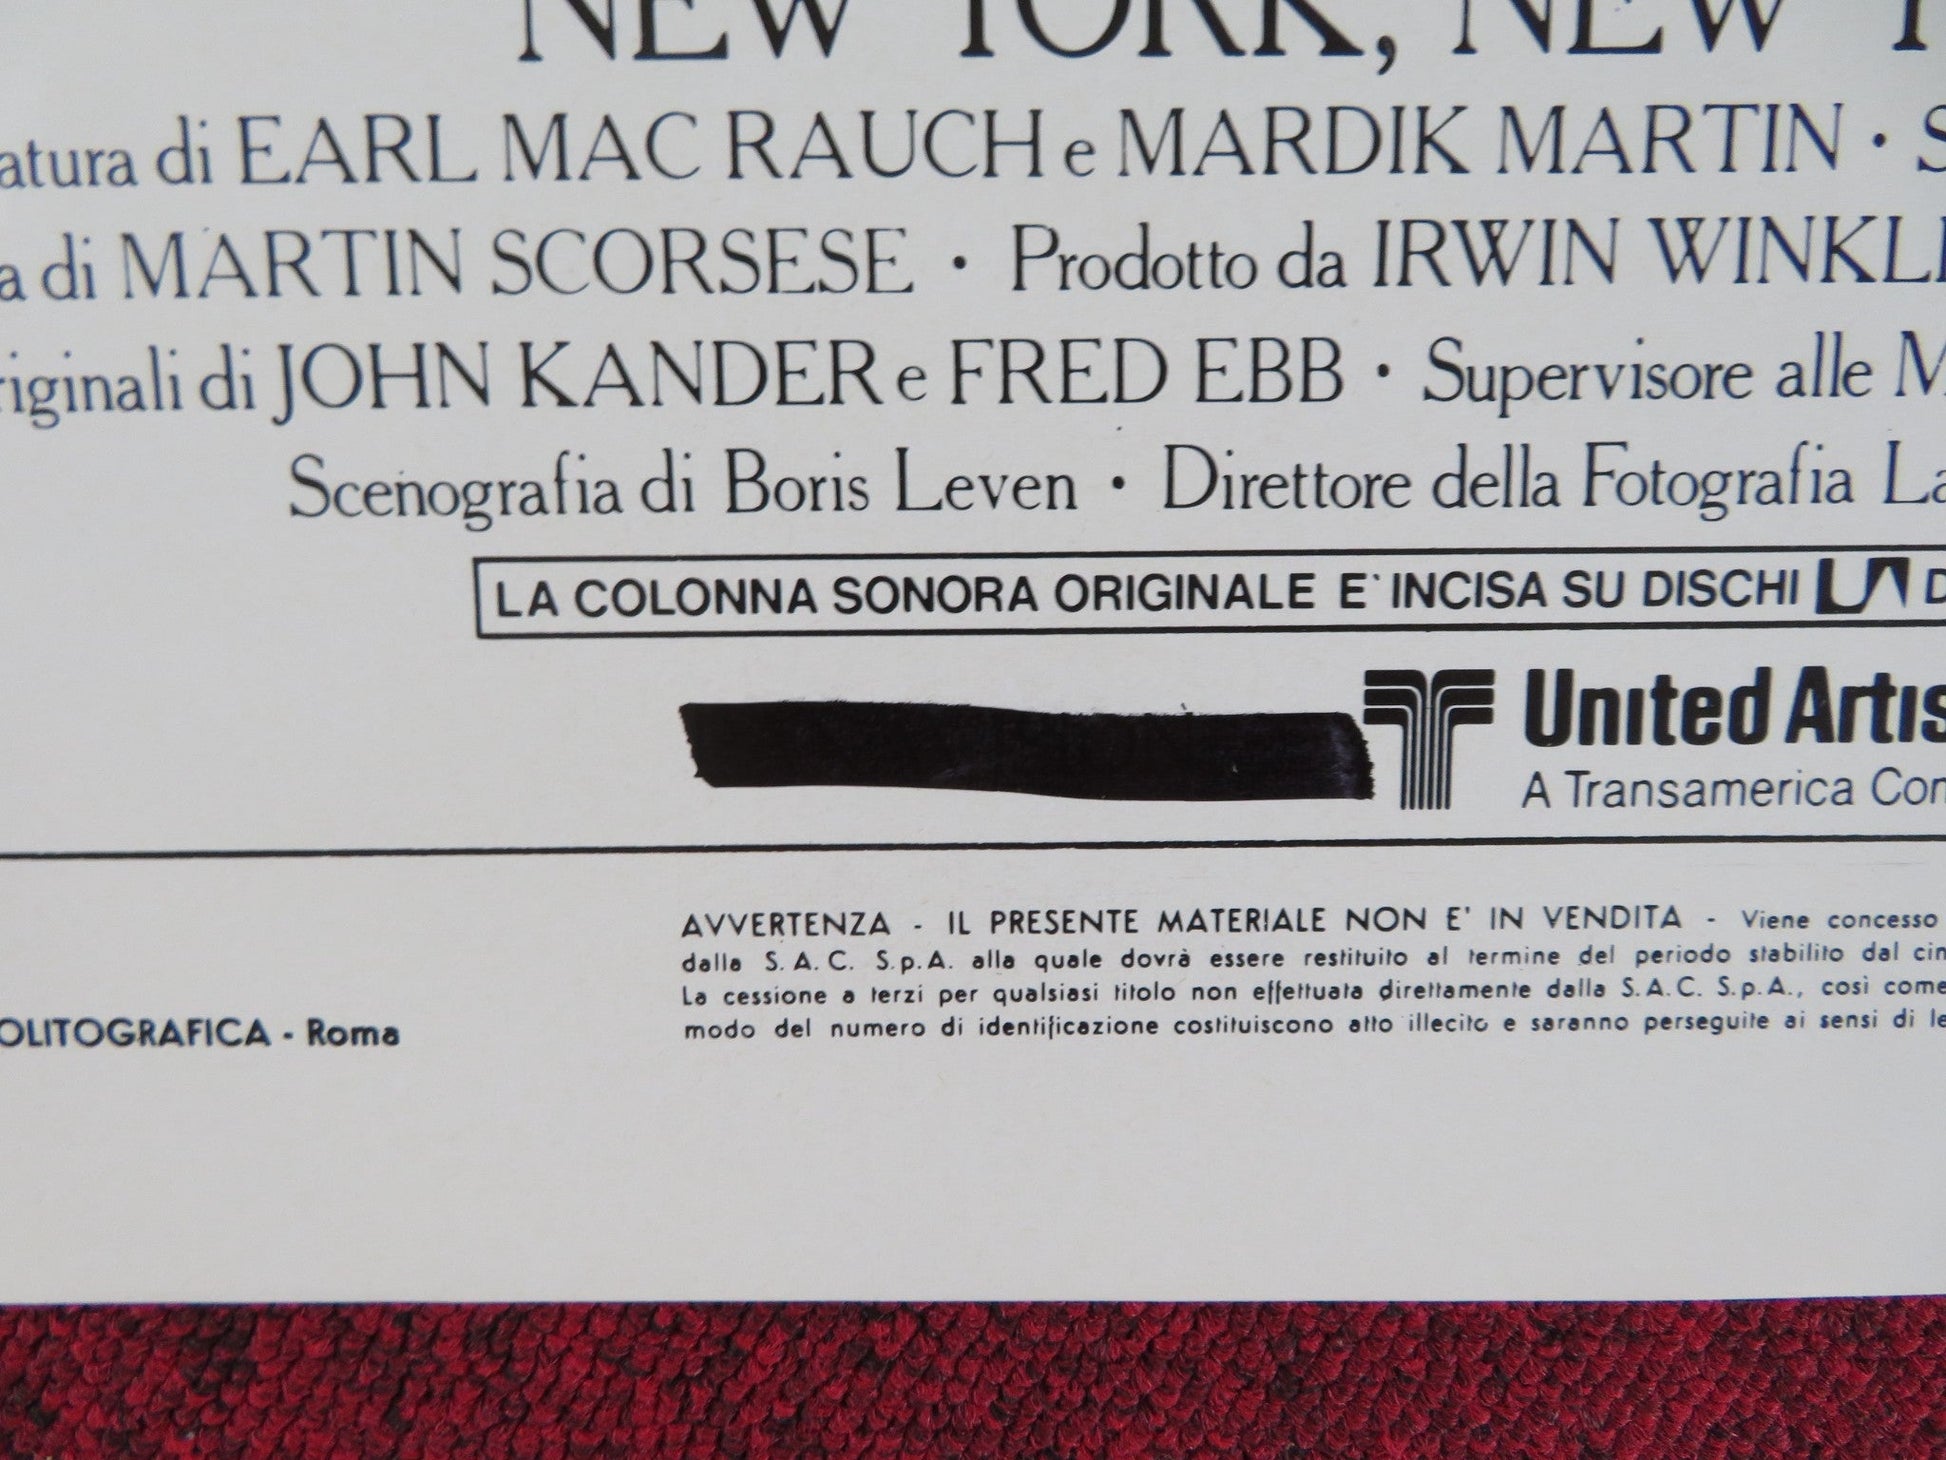 NEW YORK, NEW
di EARL MAC RAUCH e MARDIK MARTIN ·
di MARTIN SCORSESE · Prodotto da IRWIN
di JOHN KANDER e FRED EBB · Supervisore alle
Scenografia di Boris Leven · Direttore della Fotografia
LA COLONNA SONORA ORIGINALE E' INCISA SU DISCHI UA
United
A Transamerica
AVVERTENZA - IL PRESENTE MATERIALE NON E' IN VENDITA - Viene concesso
dalla S.A.C. S.p.A. alla quale dovrà essere restituito al termine del periodo stabilito dal
La cessione a terzi per qualsiasi titolo non effettuata direttamente dalla S.A.C. S.p.A., così come
modo del numero di identificazione costituiscono atto illecito e saranno perseguite ai sensi di
- Roma